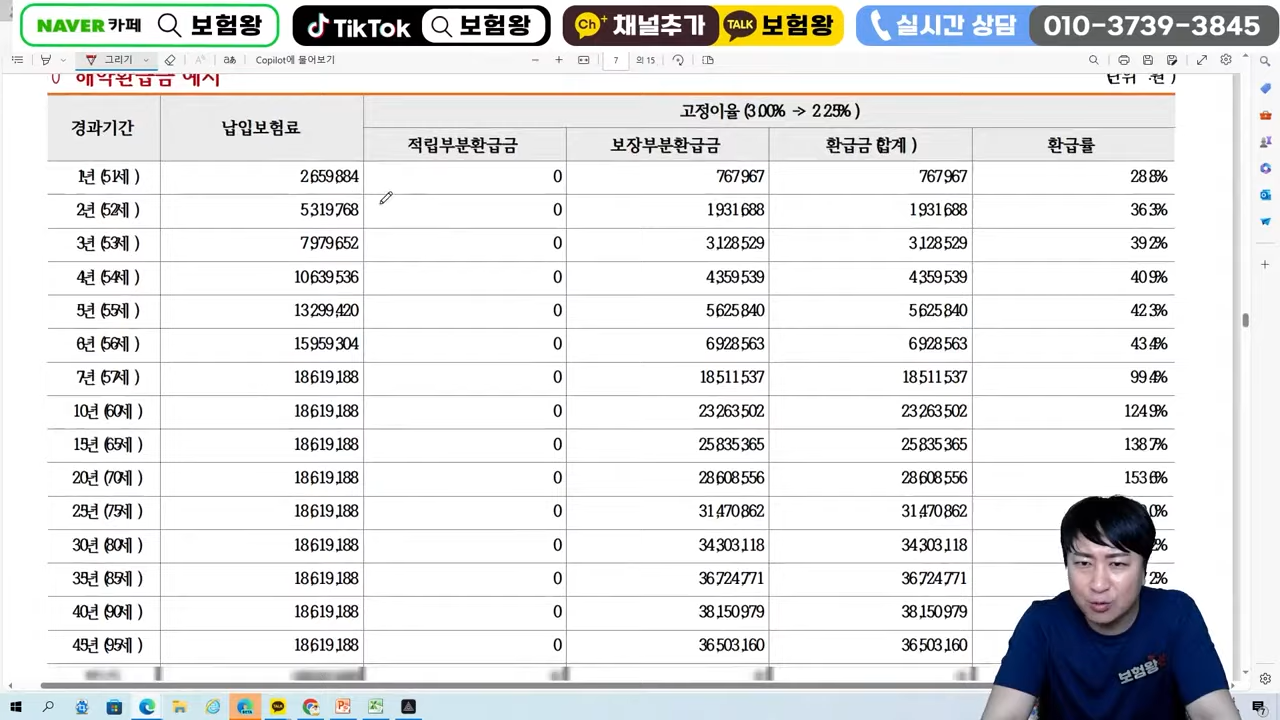 NAVER 카페 보험왕 TikTok 보험왕 Ch+ 채널추가 TALK 보험왕 실시간 상담 010-3739-3845
그리기 Copilot에 물어보기 7 의 15
해약환급금 예시
경과기간 납입보험료 고정이율 (3.00% → 2.25% )
적립부분환급금 보장부분환급금 환급금 (합계 ) 환급률
1년 (51세 ) 2,659,884 0 767,967 767,967 28.8%
2년 (52세 ) 5,319,768 0 1,931,688 1,931,688 36.3%
3년 (53세 ) 7,979,652 0 3,128,529 3,128,529 39.2%
4년 (54세 ) 10,639,536 0 4,359,539 4,359,539 40.9%
5년 (55세 ) 13,299,420 0 5,625,840 5,625,840 42.3%
6년 (56세 ) 15,959,304 0 6,928,563 6,928,563 43.4%
7년 (57세 ) 18,619,188 0 18,511,537 18,511,537 99.4%
10년 (60세 ) 18,619,188 0 23,263,502 23,263,502 124.9%
15년 (65세 ) 18,619,188 0 25,835,365 25,835,365 138.7%
20년 (70세 ) 18,619,188 0 28,608,556 28,608,556 153.6%
25년 (75세 ) 18,619,188 0 31,470,862 31,470,862
30년 (80세 ) 18,619,188 0 34,303,118 34,303,118
35년 (85세 ) 18,619,188 0 36,724,771 36,724,771
40년 (90세 ) 18,619,188 0 38,150,979 38,150,979
45년 (95세 ) 18,619,188 0 36,503,160 36,503,160
보험왕